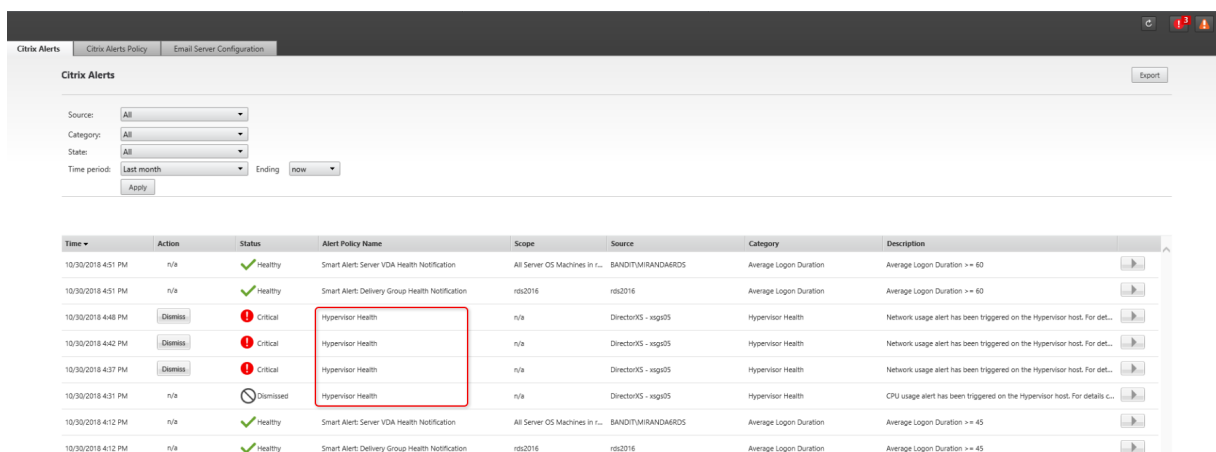 3
Citrix Alerts Citrix Alerts Policy Email Server Configuration
Citrix Alerts Export
Source: All
Category: All
State: All
Time period: Last month Ending now
Apply
Time Action Status Alert Policy Name Scope Source Category Description
10/30/2018 4:51 PM n/a Healthy Smart Alert: Server VDA Health Notification All Server OS Machines in r... BANDIT\MIRANDA6RDS Average Logon Duration Average Logon Duration >= 60
10/30/2018 4:51 PM n/a Healthy Smart Alert: Delivery Group Health Notification rds2016 rds2016 Average Logon Duration Average Logon Duration >= 60
10/30/2018 4:48 PM Dismiss Critical Hypervisor Health n/a DirectorXS - xsgs05 Hypervisor Health Network usage alert has been triggered on the Hypervisor host. For det...
10/30/2018 4:42 PM Dismiss Critical Hypervisor Health n/a DirectorXS - xsgs05 Hypervisor Health Network usage alert has been triggered on the Hypervisor host. For det...
10/30/2018 4:37 PM Dismiss Critical Hypervisor Health n/a DirectorXS - xsgs05 Hypervisor Health Network usage alert has been triggered on the Hypervisor host. For det...
10/30/2018 4:31 PM n/a Dismissed Hypervisor Health n/a DirectorXS - xsgs05 Hypervisor Health CPU usage alert has been triggered on the Hypervisor host. For details c...
10/30/2018 4:12 PM n/a Healthy Smart Alert: Server VDA Health Notification All Server OS Machines in r... BANDIT\MIRANDA6RDS Average Logon Duration Average Logon Duration >= 45
10/30/2018 4:12 PM n/a Healthy Smart Alert: Delivery Group Health Notification rds2016 rds2016 Average Logon Duration Average Logon Duration >= 45